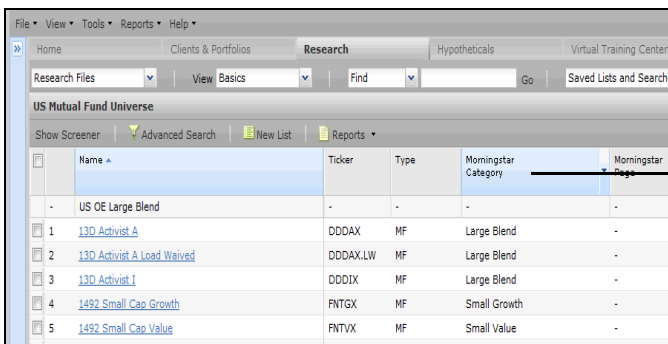 File View Tools Reports Help
Home Clients & Portfolios Research Hypotheticals Virtual Training Center
Research Files View Basics Find Go Saved Lists and Search
US Mutual Fund Universe
Show Screener Advanced Search New List Reports
Name Ticker Type Morningstar Category Morningstar Page
- US OE Large Blend - - - -
1 13D Activist A DDDAX MF Large Blend -
2 13D Activist A Load Waived DDDAX.LW MF Large Blend -
3 13D Activist I DDDIX MF Large Blend -
4 1492 Small Cap Growth FNTGX MF Small Growth -
5 1492 Small Cap Value FNTVX MF Small Value -